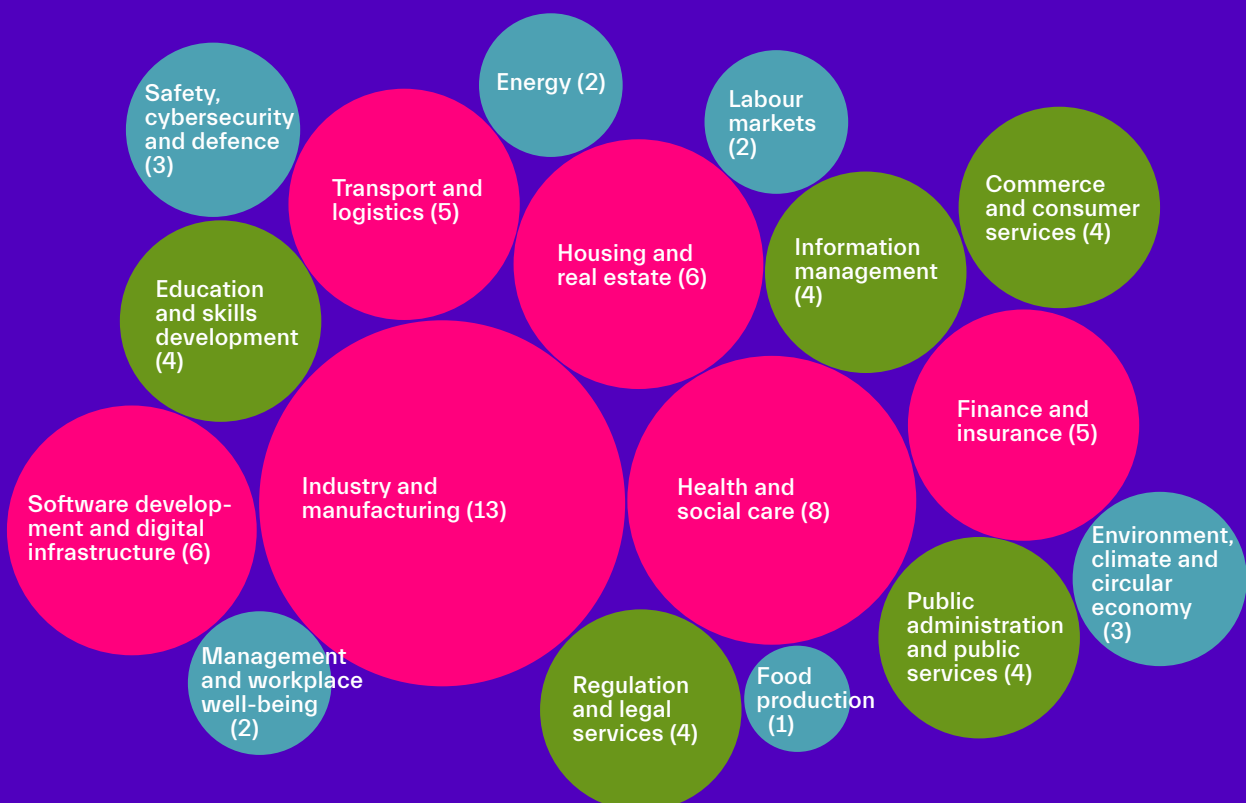 Energy (2)
Safety,
cybersecurity
and defence
(3)
Labour
markets
(2)
Transport and
logistics (5)
Commerce
and consumer
services (4)
Housing and
real estate (6)
Information
management
(4)
Education
and skills
development
(4)
Finance and
insurance (5)
Software develop-
ment and digital
infrastructure (6)
Industry and
manufacturing (13)
Health and
social care (8)
Environment,
climate and
circular
economy
(3)
Public
administration
and public
services (4)
Management
and workplace
well-being
(2)
Regulation
and legal
services (4)
Food
production
(1)